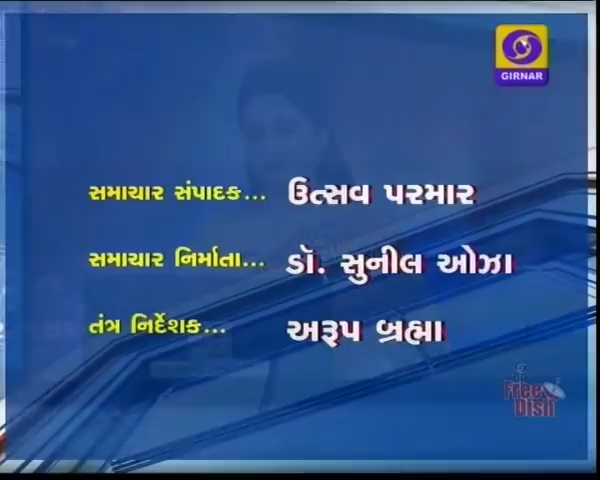 GIRNAR
સમાચાર સંપાદક... ઉત્સવ પરમાર
સમાચાર નિર્માતા... ડૉ. સુનીલ ઓઝા
તંત્ર નિર્દેશક... અરૂપ બ્રહ્મા
Free Dish